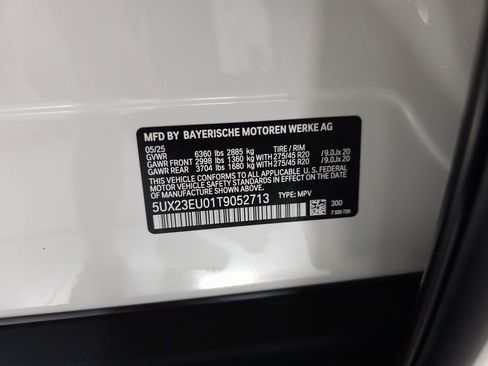 MFD BY BAYERISCHE MOTOREN WERKE AG
05/25
GVWR 6360 lbs 2885 kg TIRE / RIM
GAWR FRONT 2998 lbs 1360 kg WITH 275/45 R20 /9.0Jx 20
GAWR REAR 3704 lbs 1680 kg WITH 275/45 R20 /9.0Jx 20
THIS VEHICLE CONFORMS TO ALL APPLICABLE U. S. FEDERAL
MOTOR VEHICLE SAFETY STANDARDS IN EFFECT ON THE
DATE OF MANUFACTURE SHOWN ABOVE.
5UX23EU01T9052713 TYPE: MPV
300
7 320 720